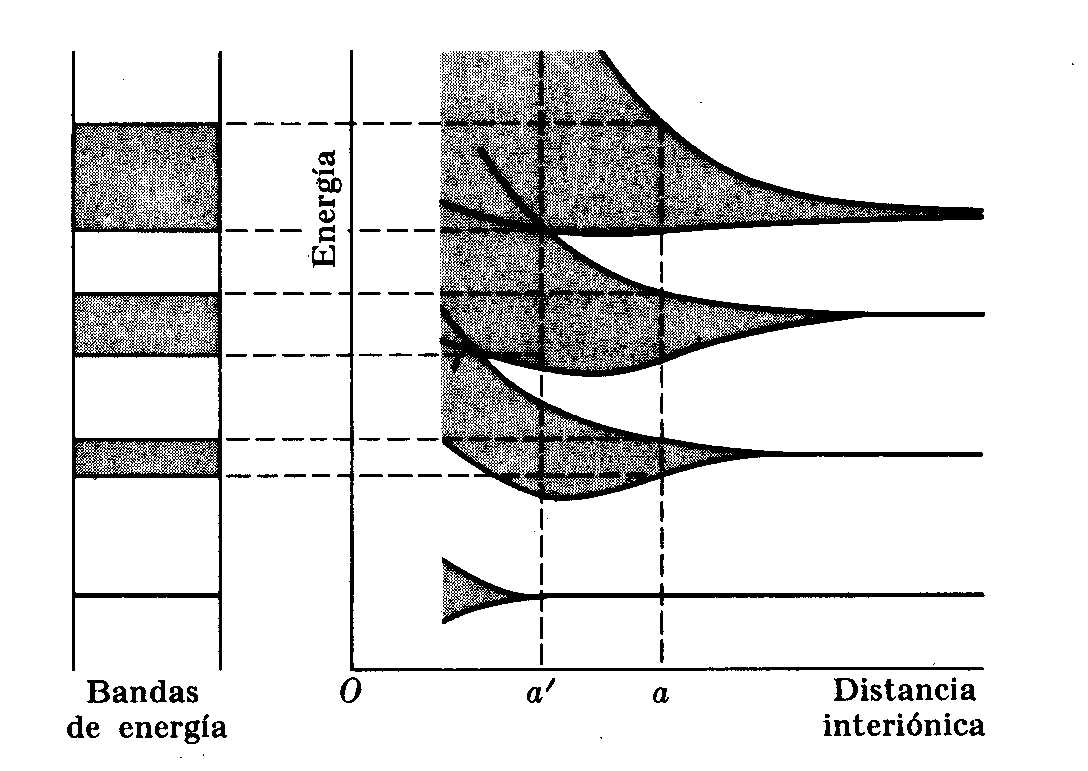 Energía
O
a′
a
Bandas
de energía
Distancia
interiónica